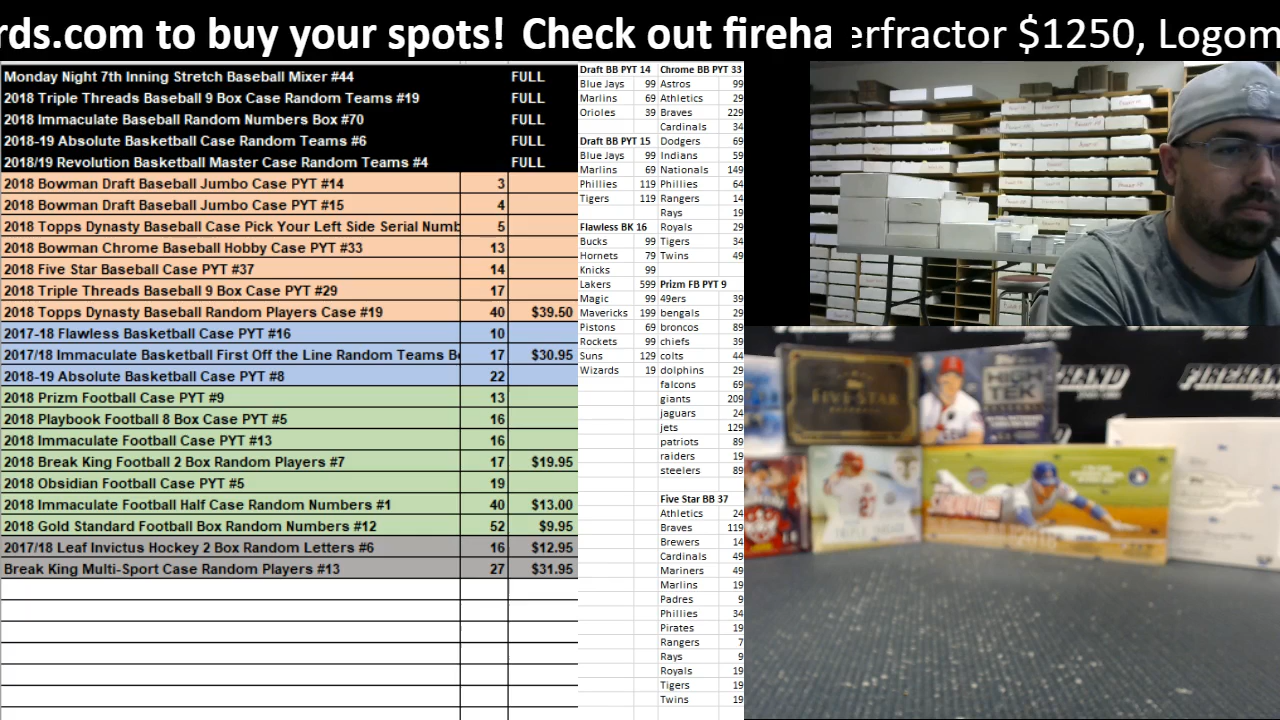 rds.com to buy your spots! Check out fireha
erfractor $1250, Logom
Monday Night 7th Inning Stretch Baseball Mixer #44 FULL
2018 Triple Threads Baseball 9 Box Case Random Teams #19 FULL
2018 Immaculate Baseball Random Numbers Box #70 FULL
2018-19 Absolute Basketball Case Random Teams #6 FULL
2018/19 Revolution Basketball Master Case Random Teams #4 FULL
2018 Bowman Draft Baseball Jumbo Case PYT #14 3
2018 Bowman Draft Baseball Jumbo Case PYT #15 4
2018 Topps Dynasty Baseball Case Pick Your Left Side Serial Numb 5
2018 Bowman Chrome Baseball Hobby Case PYT #33 13
2018 Five Star Baseball Case PYT #37 14
2018 Triple Threads Baseball 9 Box Case PYT #29 17
2018 Topps Dynasty Baseball Random Players Case #19 40 $39.50
2017-18 Flawless Basketball Case PYT #16 10
2017/18 Immaculate Basketball First Off the Line Random Teams Bo 17 $30.95
2018-19 Absolute Basketball Case PYT #8 22
2018 Prizm Football Case PYT #9 13
2018 Playbook Football 8 Box Case PYT #5 16
2018 Immaculate Football Case PYT #13 16
2018 Break King Football 2 Box Random Players #7 17 $19.95
2018 Obsidian Football Case PYT #5 19
2018 Immaculate Football Half Case Random Numbers #1 40 $13.00
2018 Gold Standard Football Box Random Numbers #12 52 $9.95
2017/18 Leaf Invictus Hockey 2 Box Random Letters #6 16 $12.95
Break King Multi-Sport Case Random Players #13 27 $31.95
Draft BB PYT 14
Blue Jays 99
Marlins 69
Orioles 39
Draft BB PYT 15
Blue Jays 99
Marlins 69
Phillies 119
Tigers 119
Flawless BK 16
Bucks 99
Hornets 79
Knicks 99
Lakers 599
Magic 99
Mavericks 199
Pistons 69
Rockets 99
Suns 129
Wizards 19
Chrome BB PYT 33
Astros 99
Athletics 29
Braves 229
Cardinals 34
Dodgers 69
Indians 59
Nationals 149
Phillies 64
Rangers 14
Rays 19
Royals 29
Tigers 34
Twins 49
Prizm FB PYT 9
49ers 39
bengals 29
broncos 89
chiefs 39
colts 44
dolphins 29
falcons 69
giants 209
jaguars 24
jets 129
patriots 89
raiders 19
steelers 89
Five Star BB 37
Athletics 24
Braves 119
Brewers 14
Cardinals 49
Mariners 49
Marlins 19
Padres 9
Phillies 34
Pirates 19
Rangers 7
Rays 9
Royals 19
Tigers 19
Twins 19
FIVE STAR
HIGH
TEK
FIREHAND